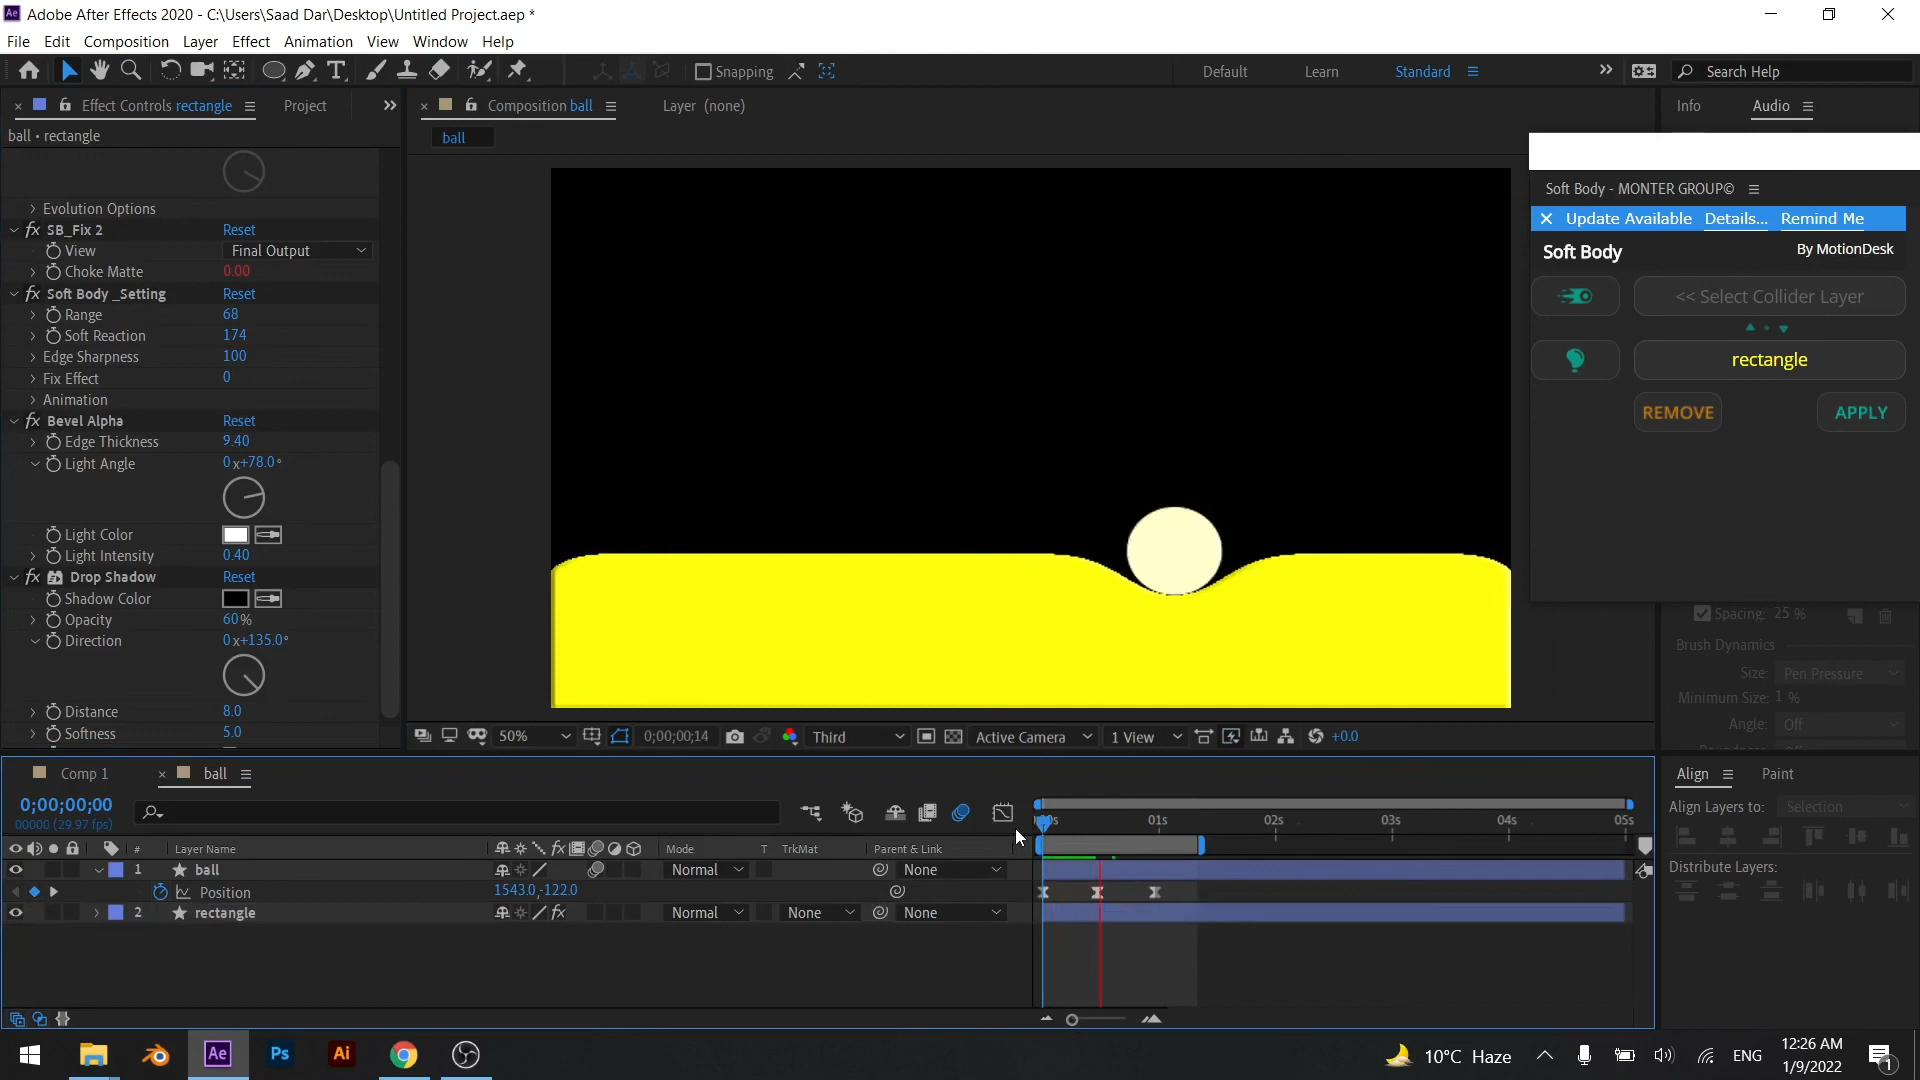 Ae Adobe After Effects 2020 - C:\Users\Saad Dar\Desktop\Untitled Project.aep *
File Edit Composition Layer Effect Animation View Window Help
Snapping Default Learn Standard Search Help
Effect Controls rectangle Project
Composition ball Layer (none)
Info Audio
ball • rectangle
ball
Evolution Options
SB_Fix 2 Reset
View Final Output
Choke Matte 0.00
Soft Body _Setting Reset
Range 68
Soft Reaction 174
Edge Sharpness 100
Fix Effect 0
Animation
Bevel Alpha Reset
Edge Thickness 9.40
Light Angle 0x+78.0°
Light Color
Light Intensity 0.40
Drop Shadow Reset
Shadow Color
Opacity 60%
Direction 0x+135.0°
Distance 8.0
Softness 5.0
Soft Body - MONTER GROUP©
Update Available Details... Remind Me
Soft Body By MotionDesk
<< Select Collider Layer
rectangle
REMOVE APPLY
Spacing: 25 %
Brush Dynamics
Size: Pen Pressure
Minimum Size: 1 %
Angle: Off
50% 0;00;00;14 Third Active Camera 1 View +0.0
Comp 1 ball
0;00;00;00
00000 (29.97 fps)
01s 02s 03s 04s 05s
# Layer Name Mode T TrkMat Parent & Link
1 ball Normal None
Position 1543.0,-122.0
2 rectangle Normal None None
Align Paint
Align Layers to: Selection
Distribute Layers:
Ae Ps Ai
10°C Haze ENG
12:26 AM
1/9/2022
1